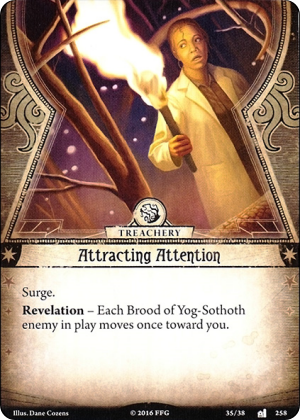 TREACHERY
Attracting Attention
Surge.
Revelation – Each Brood of Yog-Sothoth
enemy in play moves once toward you.
Illus. Dane Cozens
© 2016 FFG
35/38
258